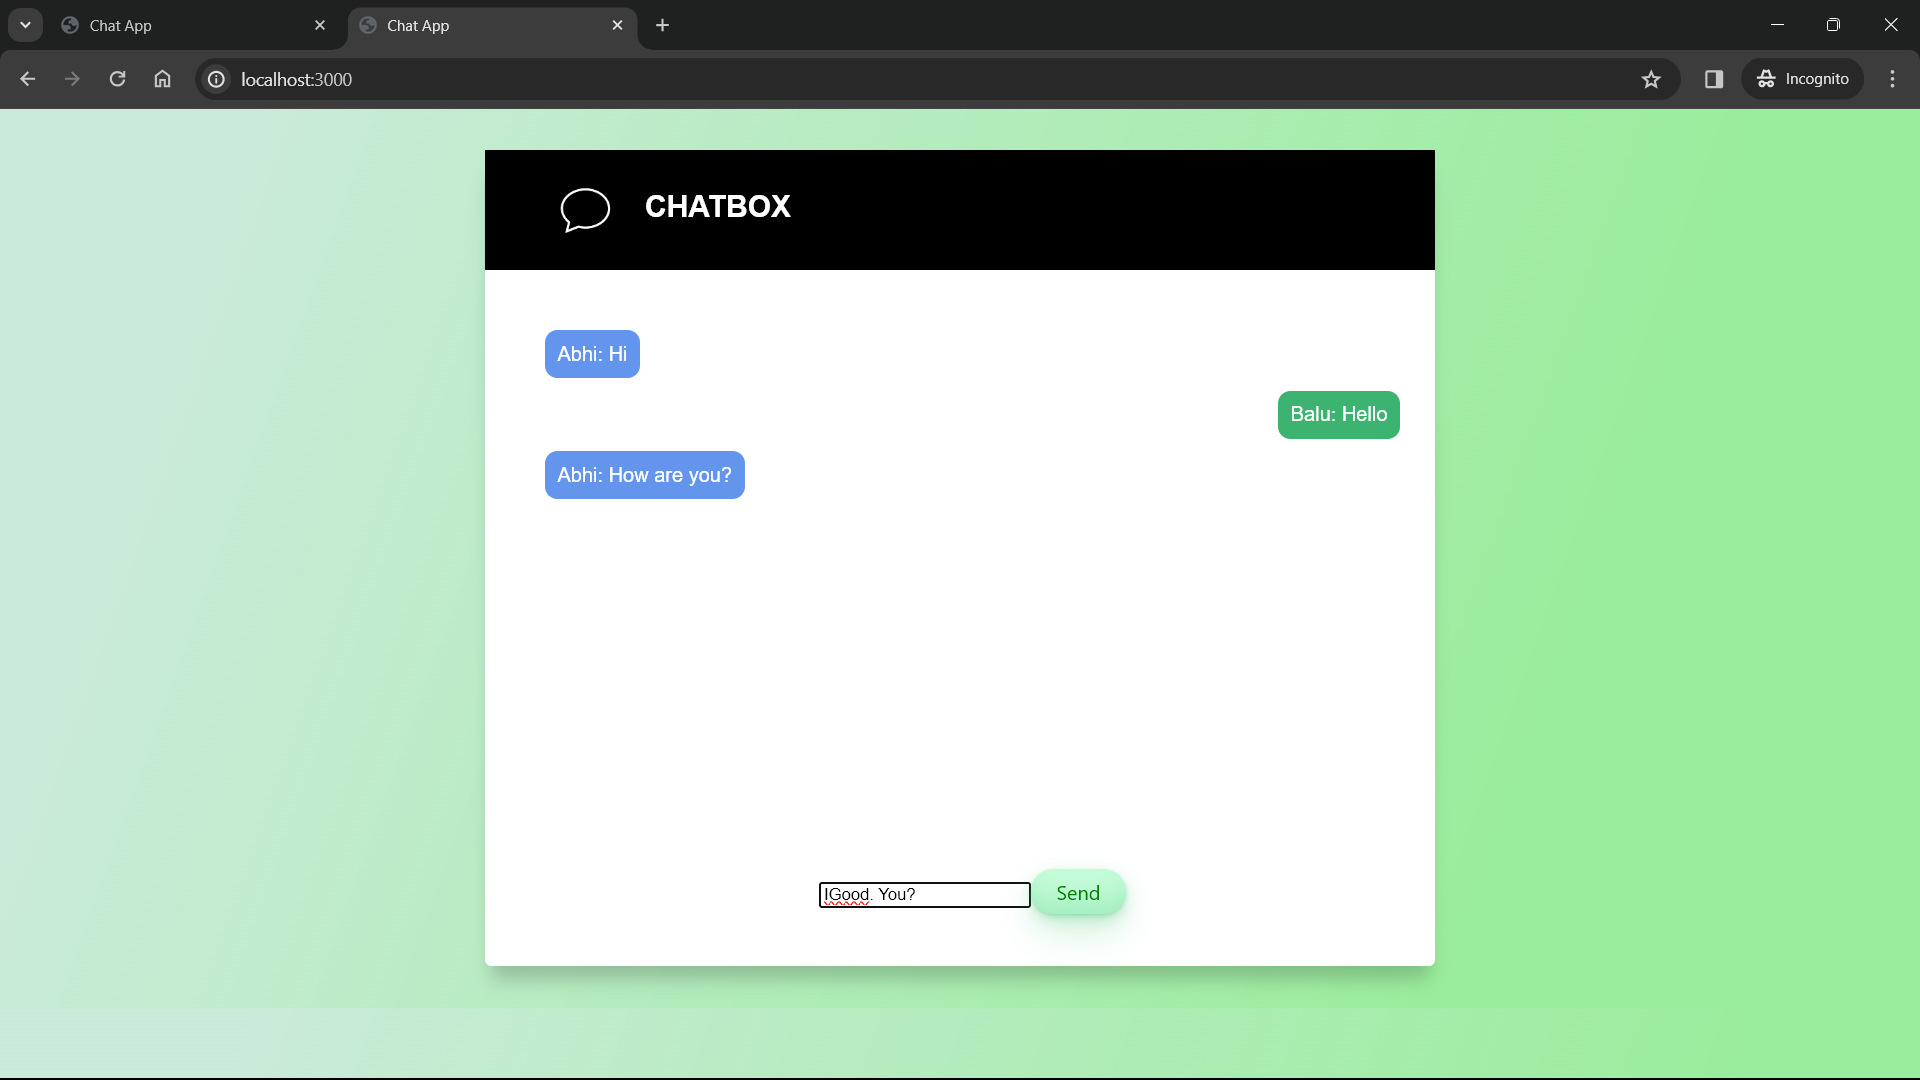 Chat App
Chat App
localhost:3000
Incognito
CHATBOX
Abhi: Hi
Balu: Hello
Abhi: How are you?
IGood. You?
Send